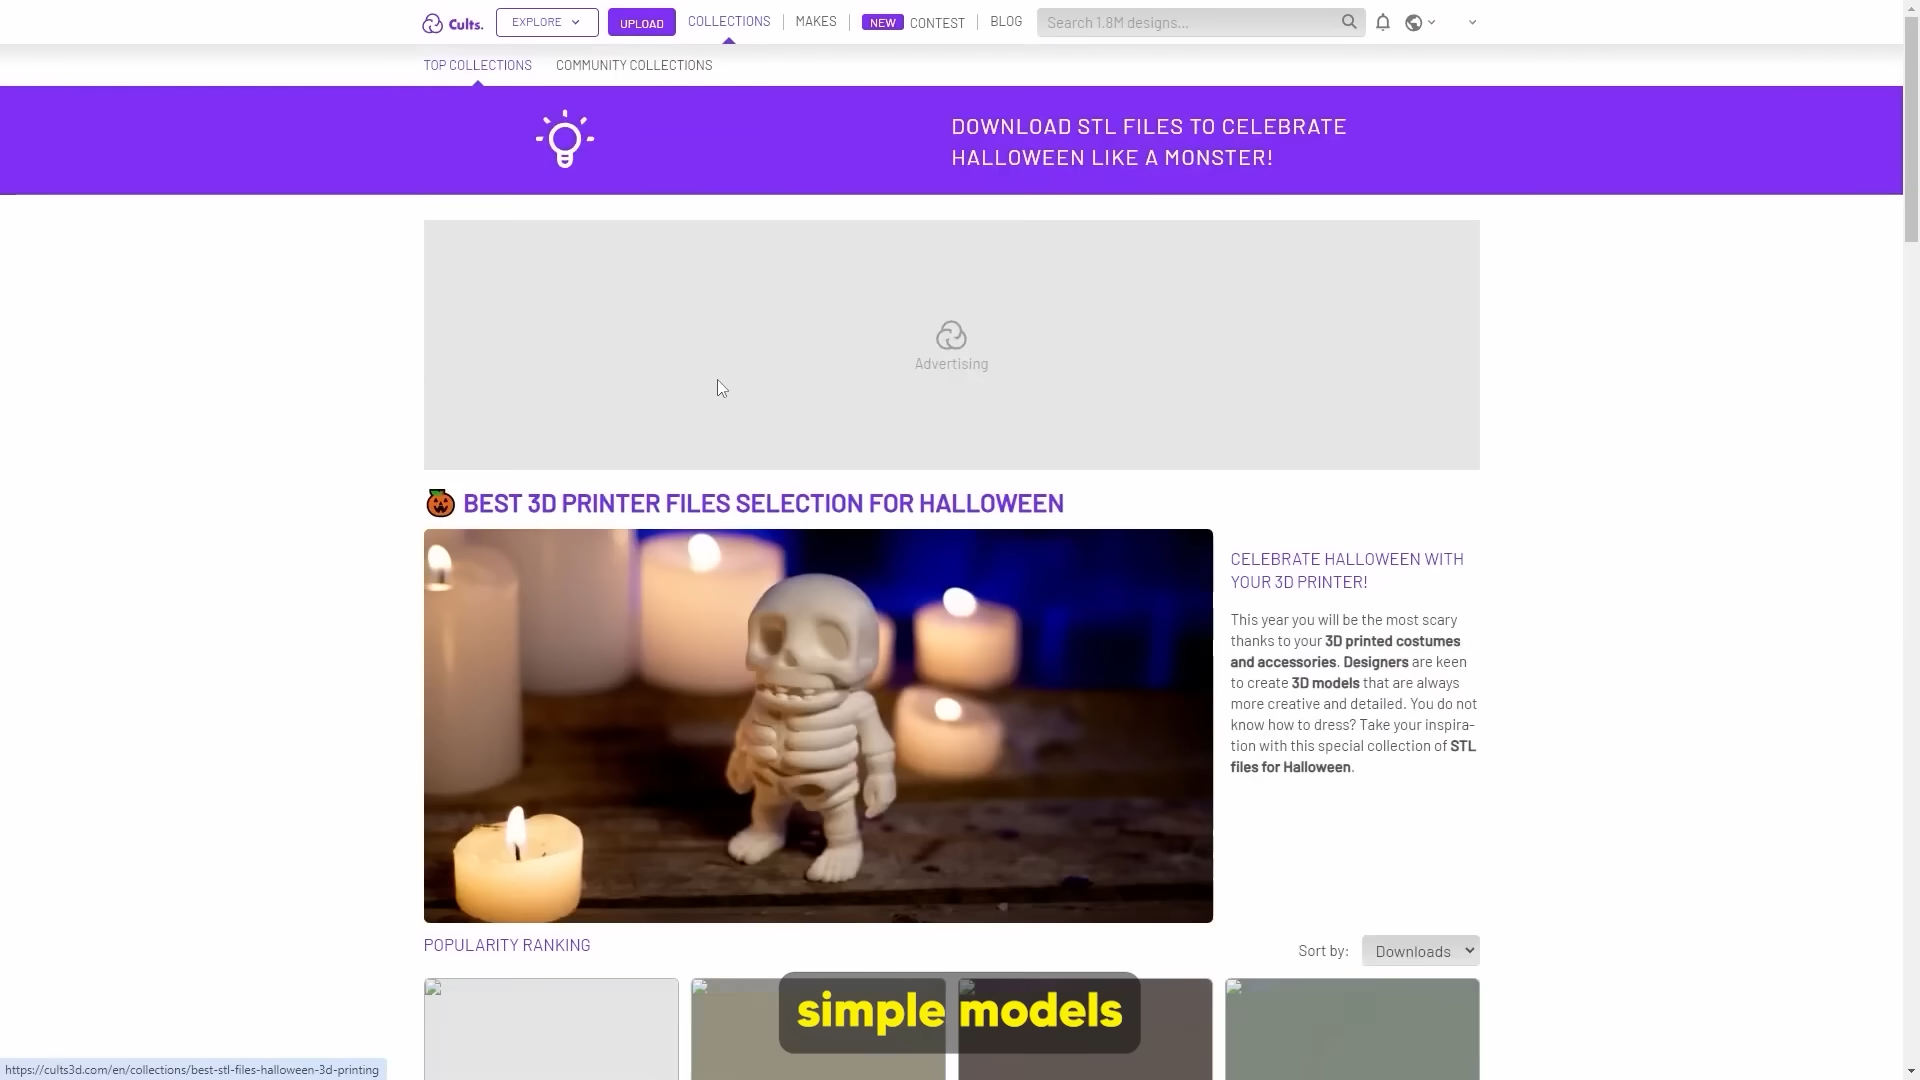 Cults.
EXPLORE
UPLOAD
COLLECTIONS
MAKES
NEW
CONTEST
BLOG
Search 1.8M designs...
TOP COLLECTIONS
COMMUNITY COLLECTIONS
DOWNLOAD STL FILES TO CELEBRATE
HALLOWEEN LIKE A MONSTER!
Advertising
BEST 3D PRINTER FILES SELECTION FOR HALLOWEEN
CELEBRATE HALLOWEEN WITH
YOUR 3D PRINTER!
This year you will be the most scary
thanks to your 3D printed costumes
and accessories. Designers are keen
to create 3D models that are always
more creative and detailed. You do not
know how to dress? Take your inspira-
tion with this special collection of STL
files for Halloween.
POPULARITY RANKING
Sort by:
Downloads
simple models
https://cults3d.com/en/collections/best-stl-files-halloween-3d-printing